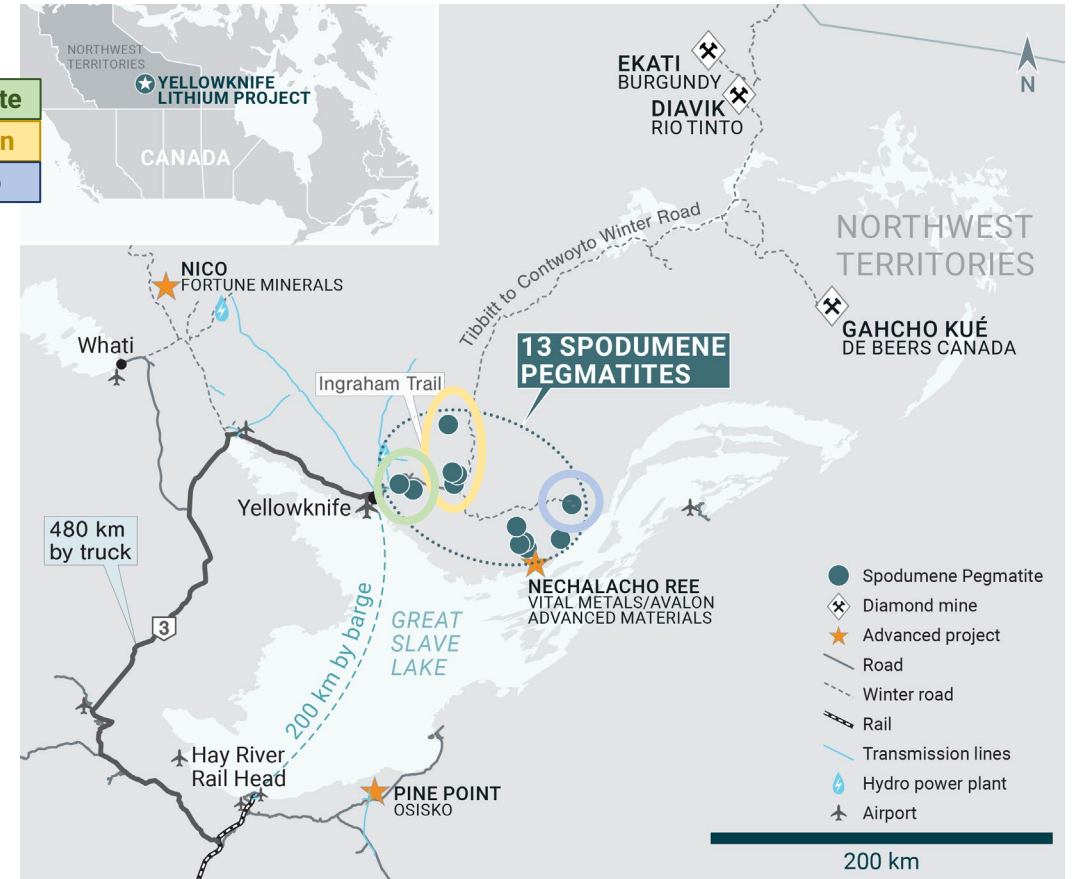 NORTHWEST
TERRITORIES
YELLOWKNIFE
LITHIUM PROJECT
CANADA
EKATI
BURGUNDY
DIAVIK
RIO TINTO
N
NORTHWEST
TERRITORIES
Tibbitt to Contwoyto Winter Road
NICO
FORTUNE MINERALS
GAHCHO KUÉ
DE BEERS CANADA
Whati
13 SPODUMENE
PEGMATITES
Ingraham Trail
Yellowknife
480 km
by truck
3
NECHALACHO REE
VITAL METALS/AVALON
ADVANCED MATERIALS
GREAT
SLAVE
LAKE
200 km by barge
Hay River
Rail Head
PINE POINT
OSISKO
Spodumene Pegmatite
Diamond mine
Advanced project
Road
Winter road
Rail
Transmission lines
Hydro power plant
Airport
200 km